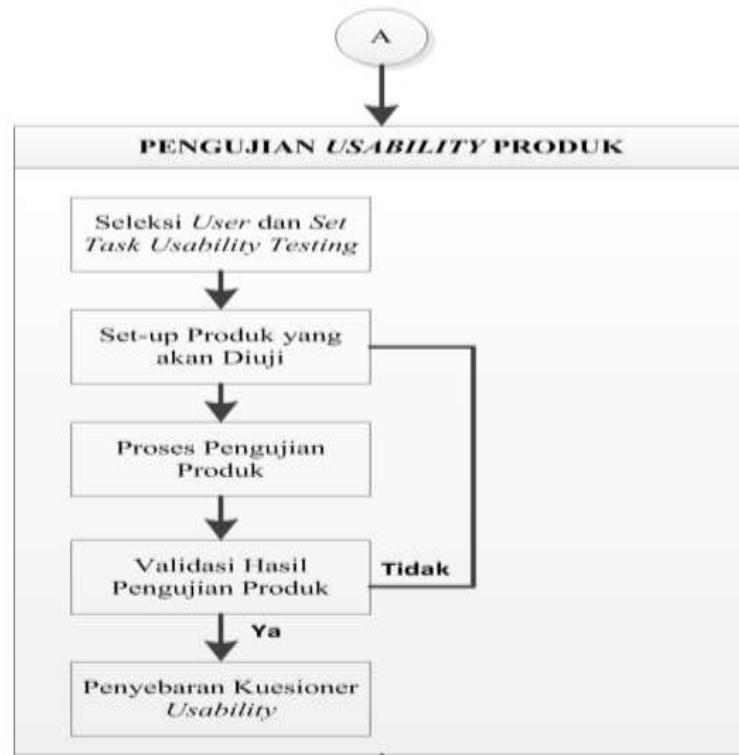 A
PENGUJIAN USABILITY PRODUK
Seleksi User dan Set
Task Usability Testing
Set-up Produk yang
akan Diuji
Proses Pengujian
Produk
Validasi Hasil
Pengujian Produk
Tidak
Ya
Penyebaran Kuesioner
Usability